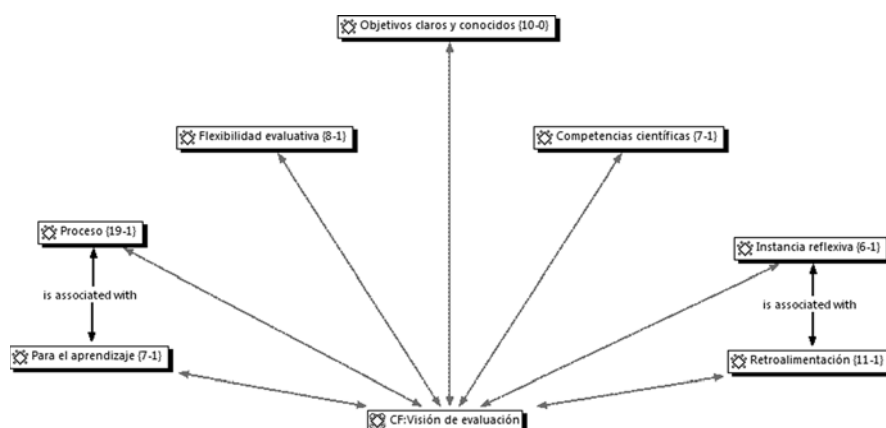 Objetivos claros y conocidos {10-0}
Flexibilidad evaluativa {8-1}
Competencias científicas {7-1}
Proceso {19-1}
Instancia reflexiva {6-1}
is associated with
is associated with
Para el aprendizaje {7-1}
Retroalimentación {11-1}
CF:Visión de evaluación